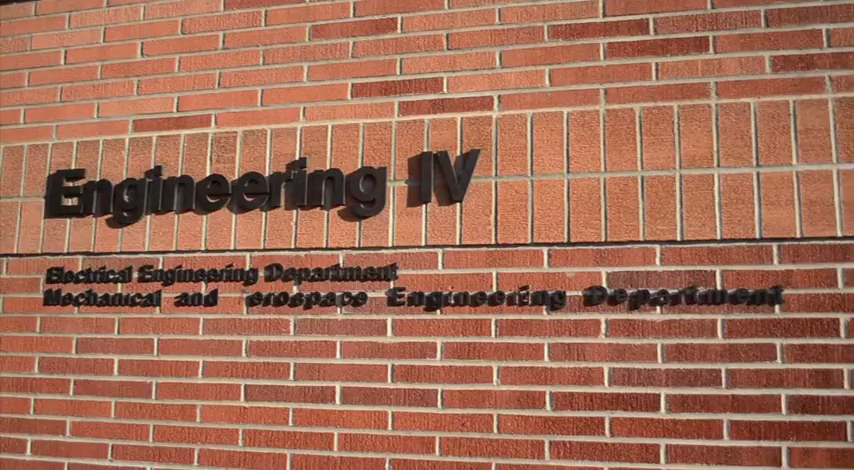 Engineering IV
Electrical Engineering Department
Mechanical and erospace Engineering Department